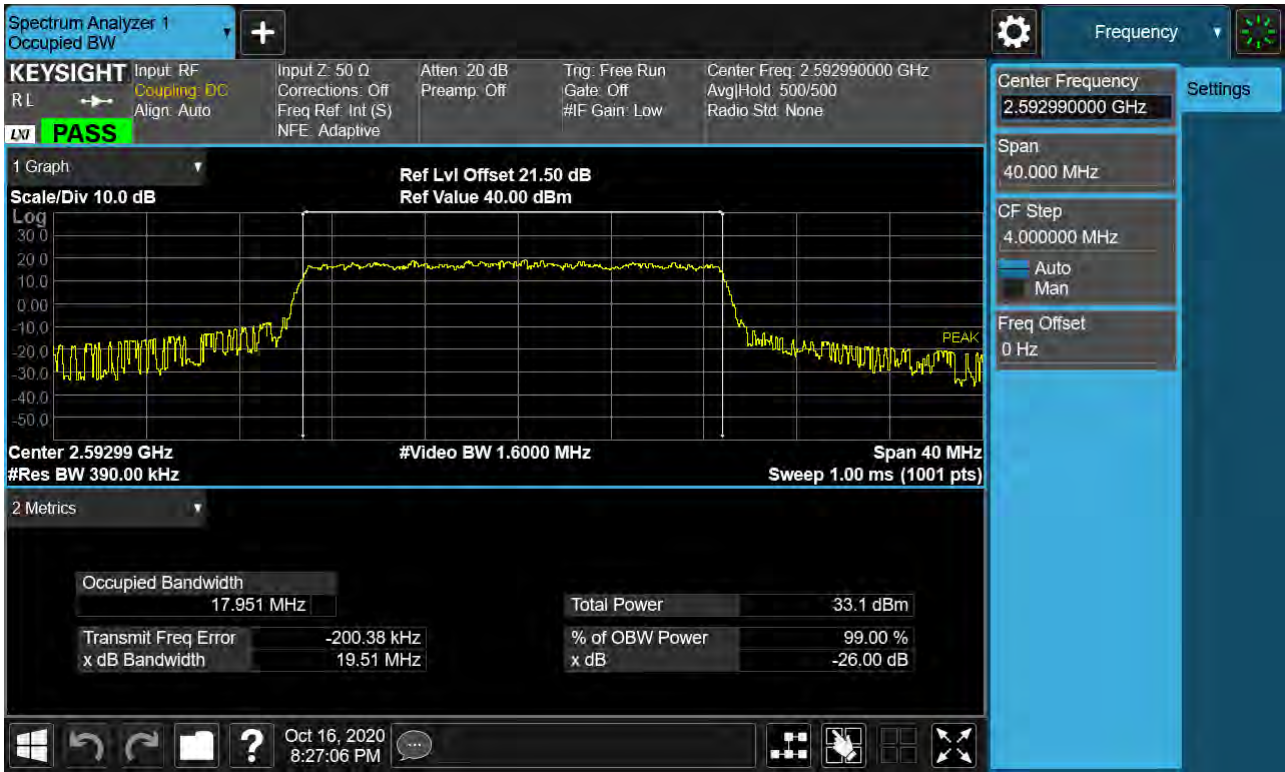 Spectrum Analyzer 1
Occupied BW
+
Frequency
KEYSIGHT
R L
LXI
PASS
Input: RF
Coupling: DC
Align: Auto
Input Z: 50 Ω
Corrections: Off
Freq Ref: Int (S)
NFE: Adaptive
Atten: 20 dB
Preamp: Off
Trig: Free Run
Gate: Off
#IF Gain: Low
Center Freq: 2.592990000 GHz
Avg|Hold: 500/500
Radio Std: None
Center Frequency
2.592990000 GHz
Settings
Span
40.000 MHz
CF Step
4.000000 MHz
Auto
Man
Freq Offset
0 Hz
1 Graph
Scale/Div 10.0 dB
Ref Lvl Offset 21.50 dB
Ref Value 40.00 dBm
Log
30.0
20.0
10.0
0.00
-10.0
-20.0
-30.0
-40.0
-50.0
PEAK
Center 2.59299 GHz
#Video BW 1.6000 MHz
Span 40 MHz
#Res BW 390.00 kHz
Sweep 1.00 ms (1001 pts)
2 Metrics
Occupied Bandwidth
17.951 MHz
Total Power 33.1 dBm
Transmit Freq Error -200.38 kHz
% of OBW Power 99.00 %
x dB Bandwidth 19.51 MHz
x dB -26.00 dB
?
Oct 16, 2020
8:27:06 PM